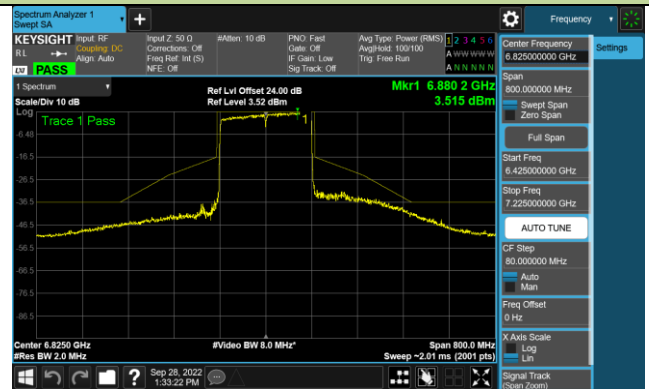 Spectrum Analyzer 1
Swept SA
Frequency
KEYSIGHT
RL
Input: RF
Coupling: DC
Align: Auto
Input Z: 50 Ω
Corrections: Off
Freq Ref: Int (S)
NFE: Off
#Atten: 10 dB
PNO: Fast
Gate: Off
IF Gain: Low
Sig Track: Off
Avg Type: Power (RMS)
Avg|Hold: 100/100
Trig: Free Run
1 2 3 4 5 6
A W W W W W
A N N N N N
LXI PASS
1 Spectrum
Scale/Div 10 dB
Ref Lvl Offset 24.00 dB
Ref Level 3.52 dBm
Mkr1 6.880 2 GHz
3.515 dBm
Log
Trace 1 Pass
1
-6.48
-16.5
-26.5
-36.5
-46.5
-56.5
-66.5
-76.5
-86.5
Center 6.8250 GHz
#Res BW 2.0 MHz
#Video BW 8.0 MHz*
Span 800.0 MHz
Sweep ~2.01 ms (2001 pts)
Sep 28, 2022
1:33:22 PM
Center Frequency
6.825000000 GHz
Settings
Span
800.000000 MHz
Swept Span
Zero Span
Full Span
Start Freq
6.425000000 GHz
Stop Freq
7.225000000 GHz
AUTO TUNE
CF Step
80.000000 MHz
Auto
Man
Freq Offset
0 Hz
X Axis Scale
Log
Lin
Signal Track
(Span Zoom)